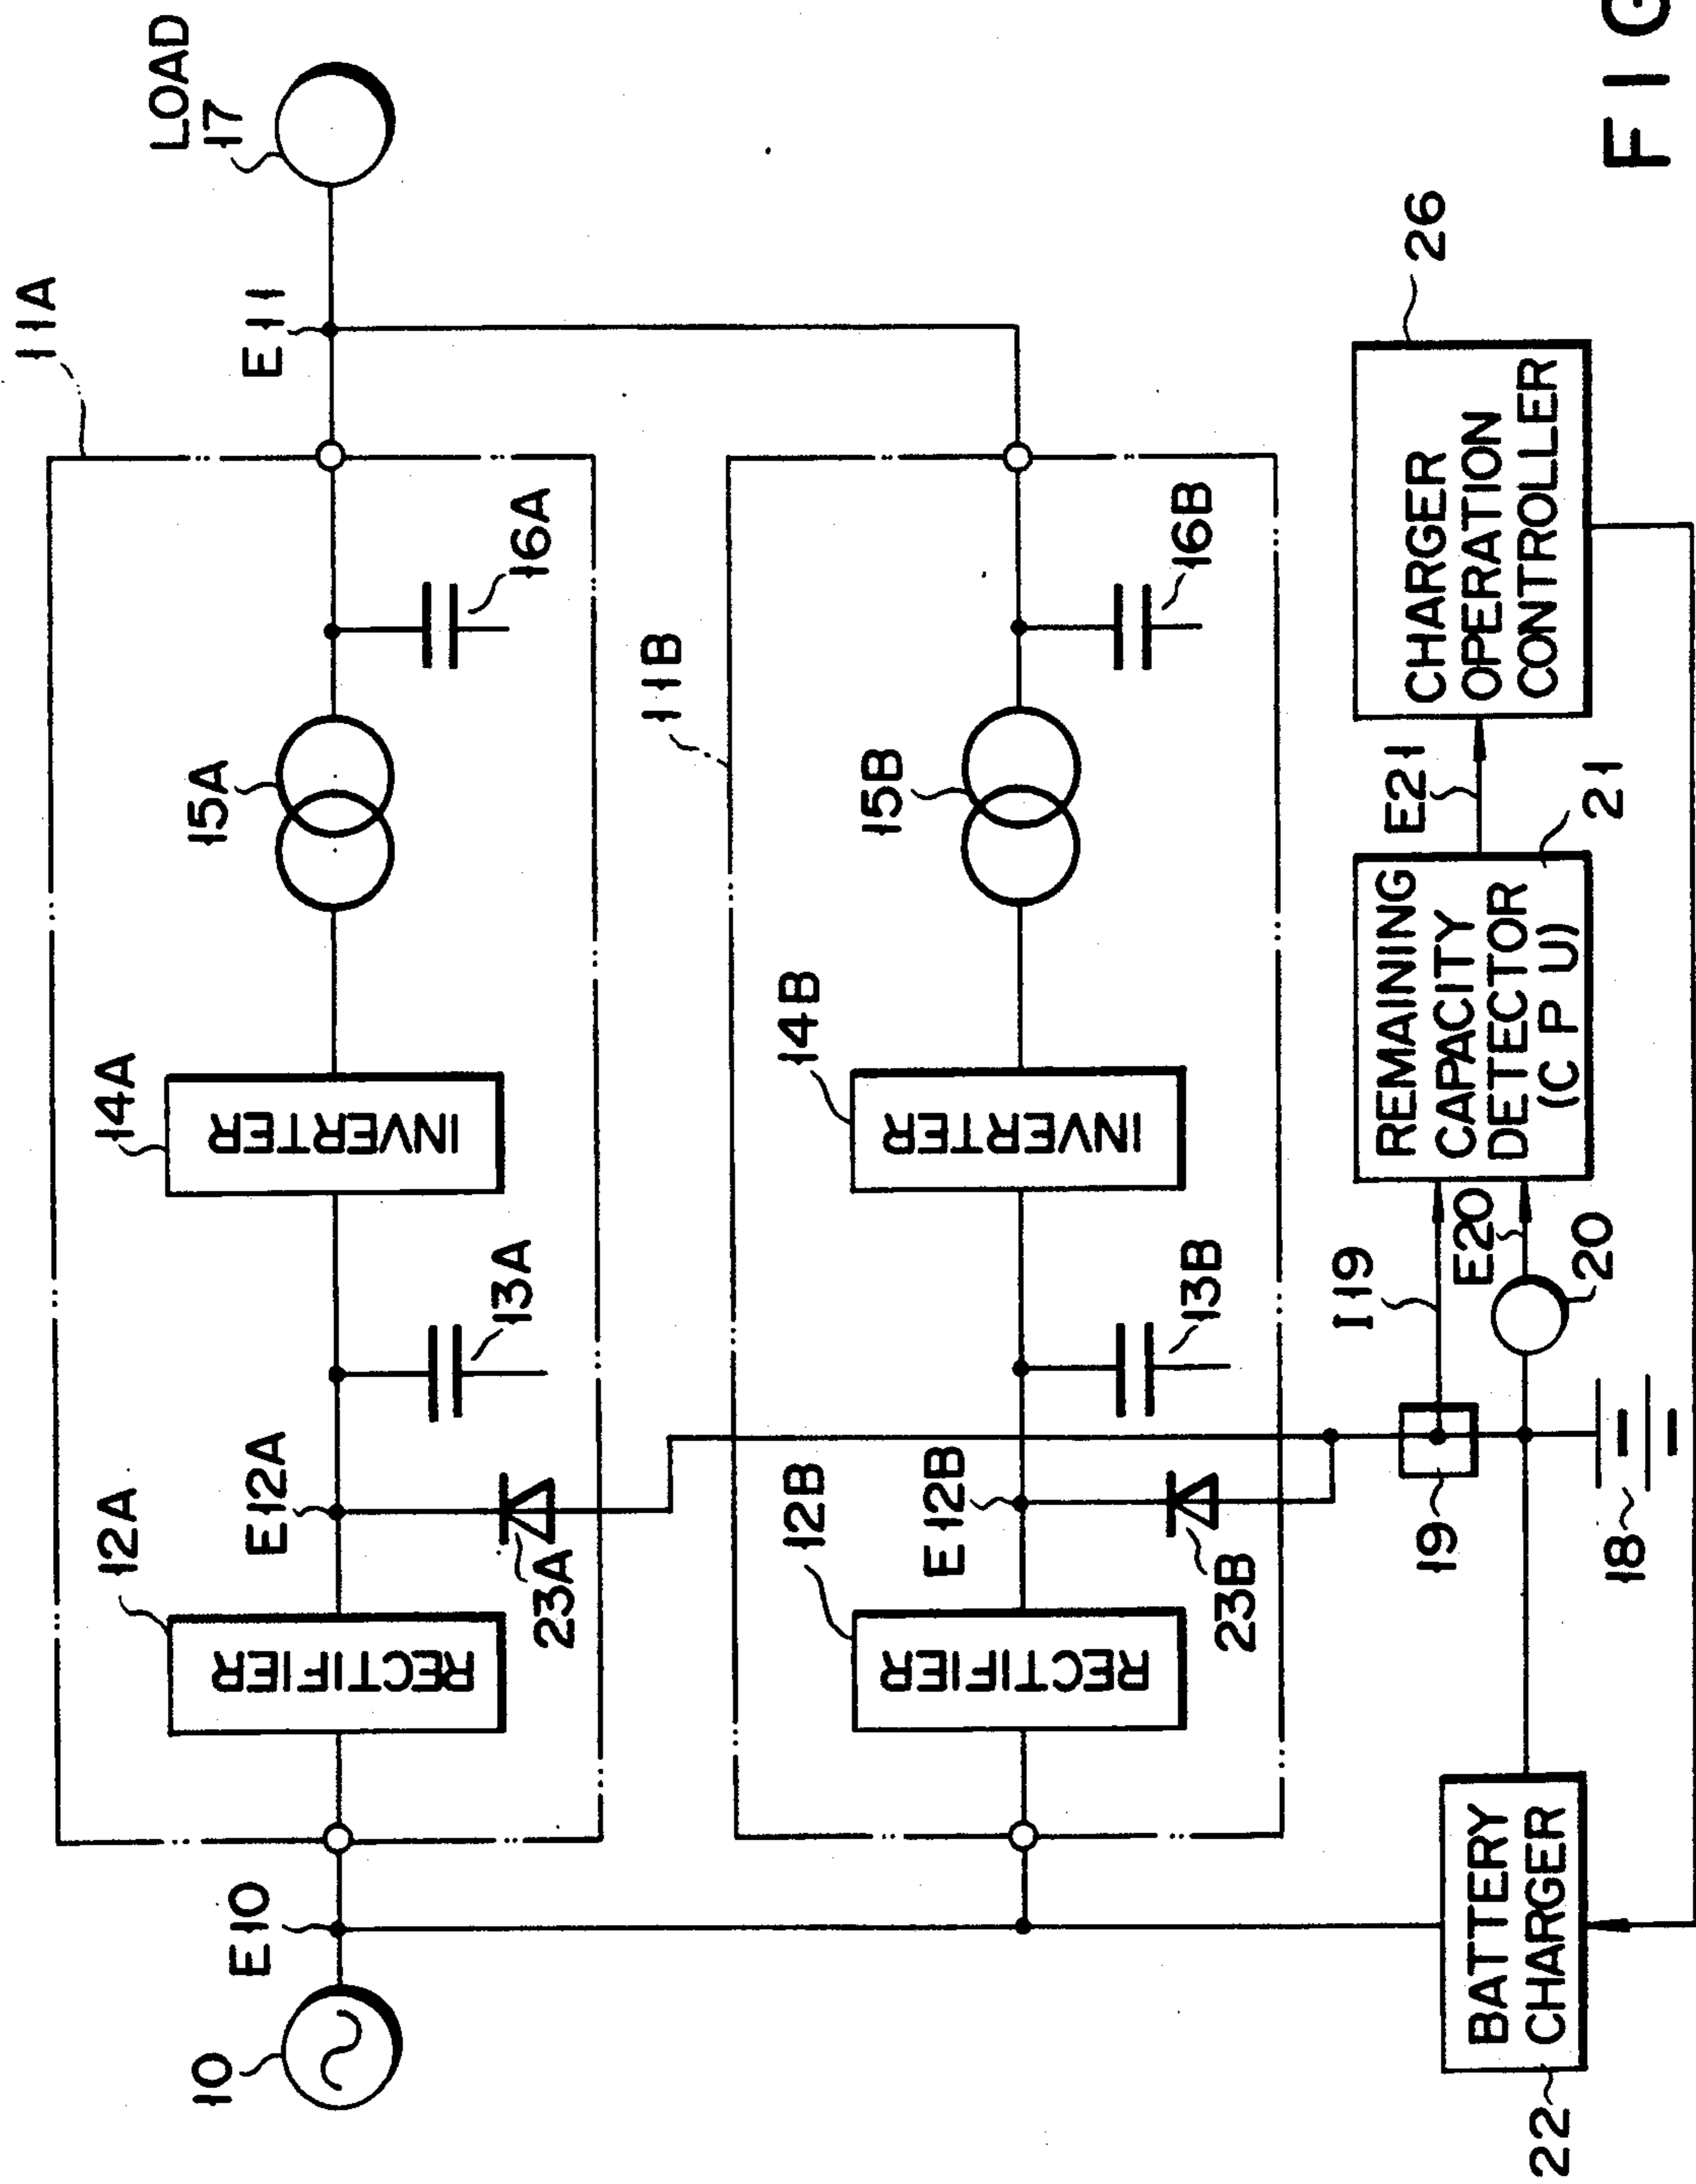 11A
LOAD
17
E11
16A
15A
14A
INVERTER
13A
E12A
12A
RECTIFIER
23A
E10
10
11B
16B
15B
14B
INVERTER
13B
E12B
12B
RECTIFIER
23B
26
CHARGER
OPERATION
CONTROLLER
E21
21
REMAINING
CAPACITY
DETECTOR
(CPU)
I19
E20
20
19
18
BATTERY
CHARGER
22
FIG